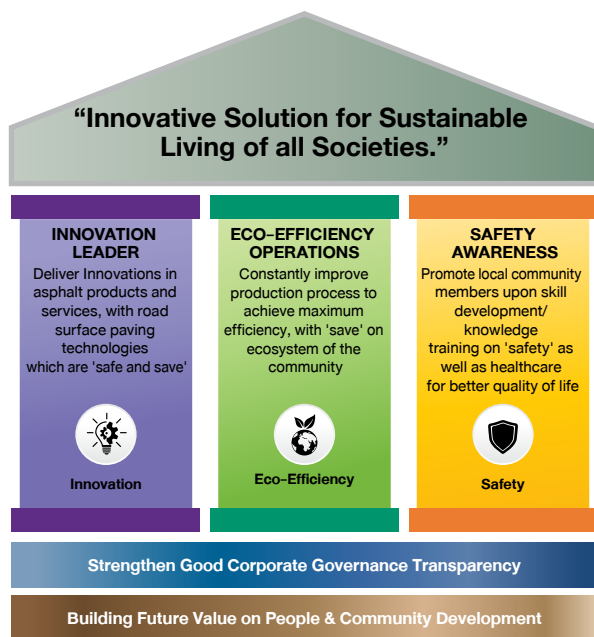 “Innovative Solution for Sustainable
Living of all Societies.”
INNOVATION
LEADER
Deliver Innovations in
asphalt products and
services, with road
surface paving
technologies
which are 'safe and save'
Innovation
ECO–EFFICIENCY
OPERATIONS
Constantly improve
production process to
achieve maximum
efficiency, with 'save' on
ecosystem of the
community
Eco–Efficiency
SAFETY
AWARENESS
Promote local community
members upon skill
development/
knowledge
training on 'safety' as
well as healthcare
for better quality of life
Safety
Strengthen Good Corporate Governance Transparency
Building Future Value on People & Community Development